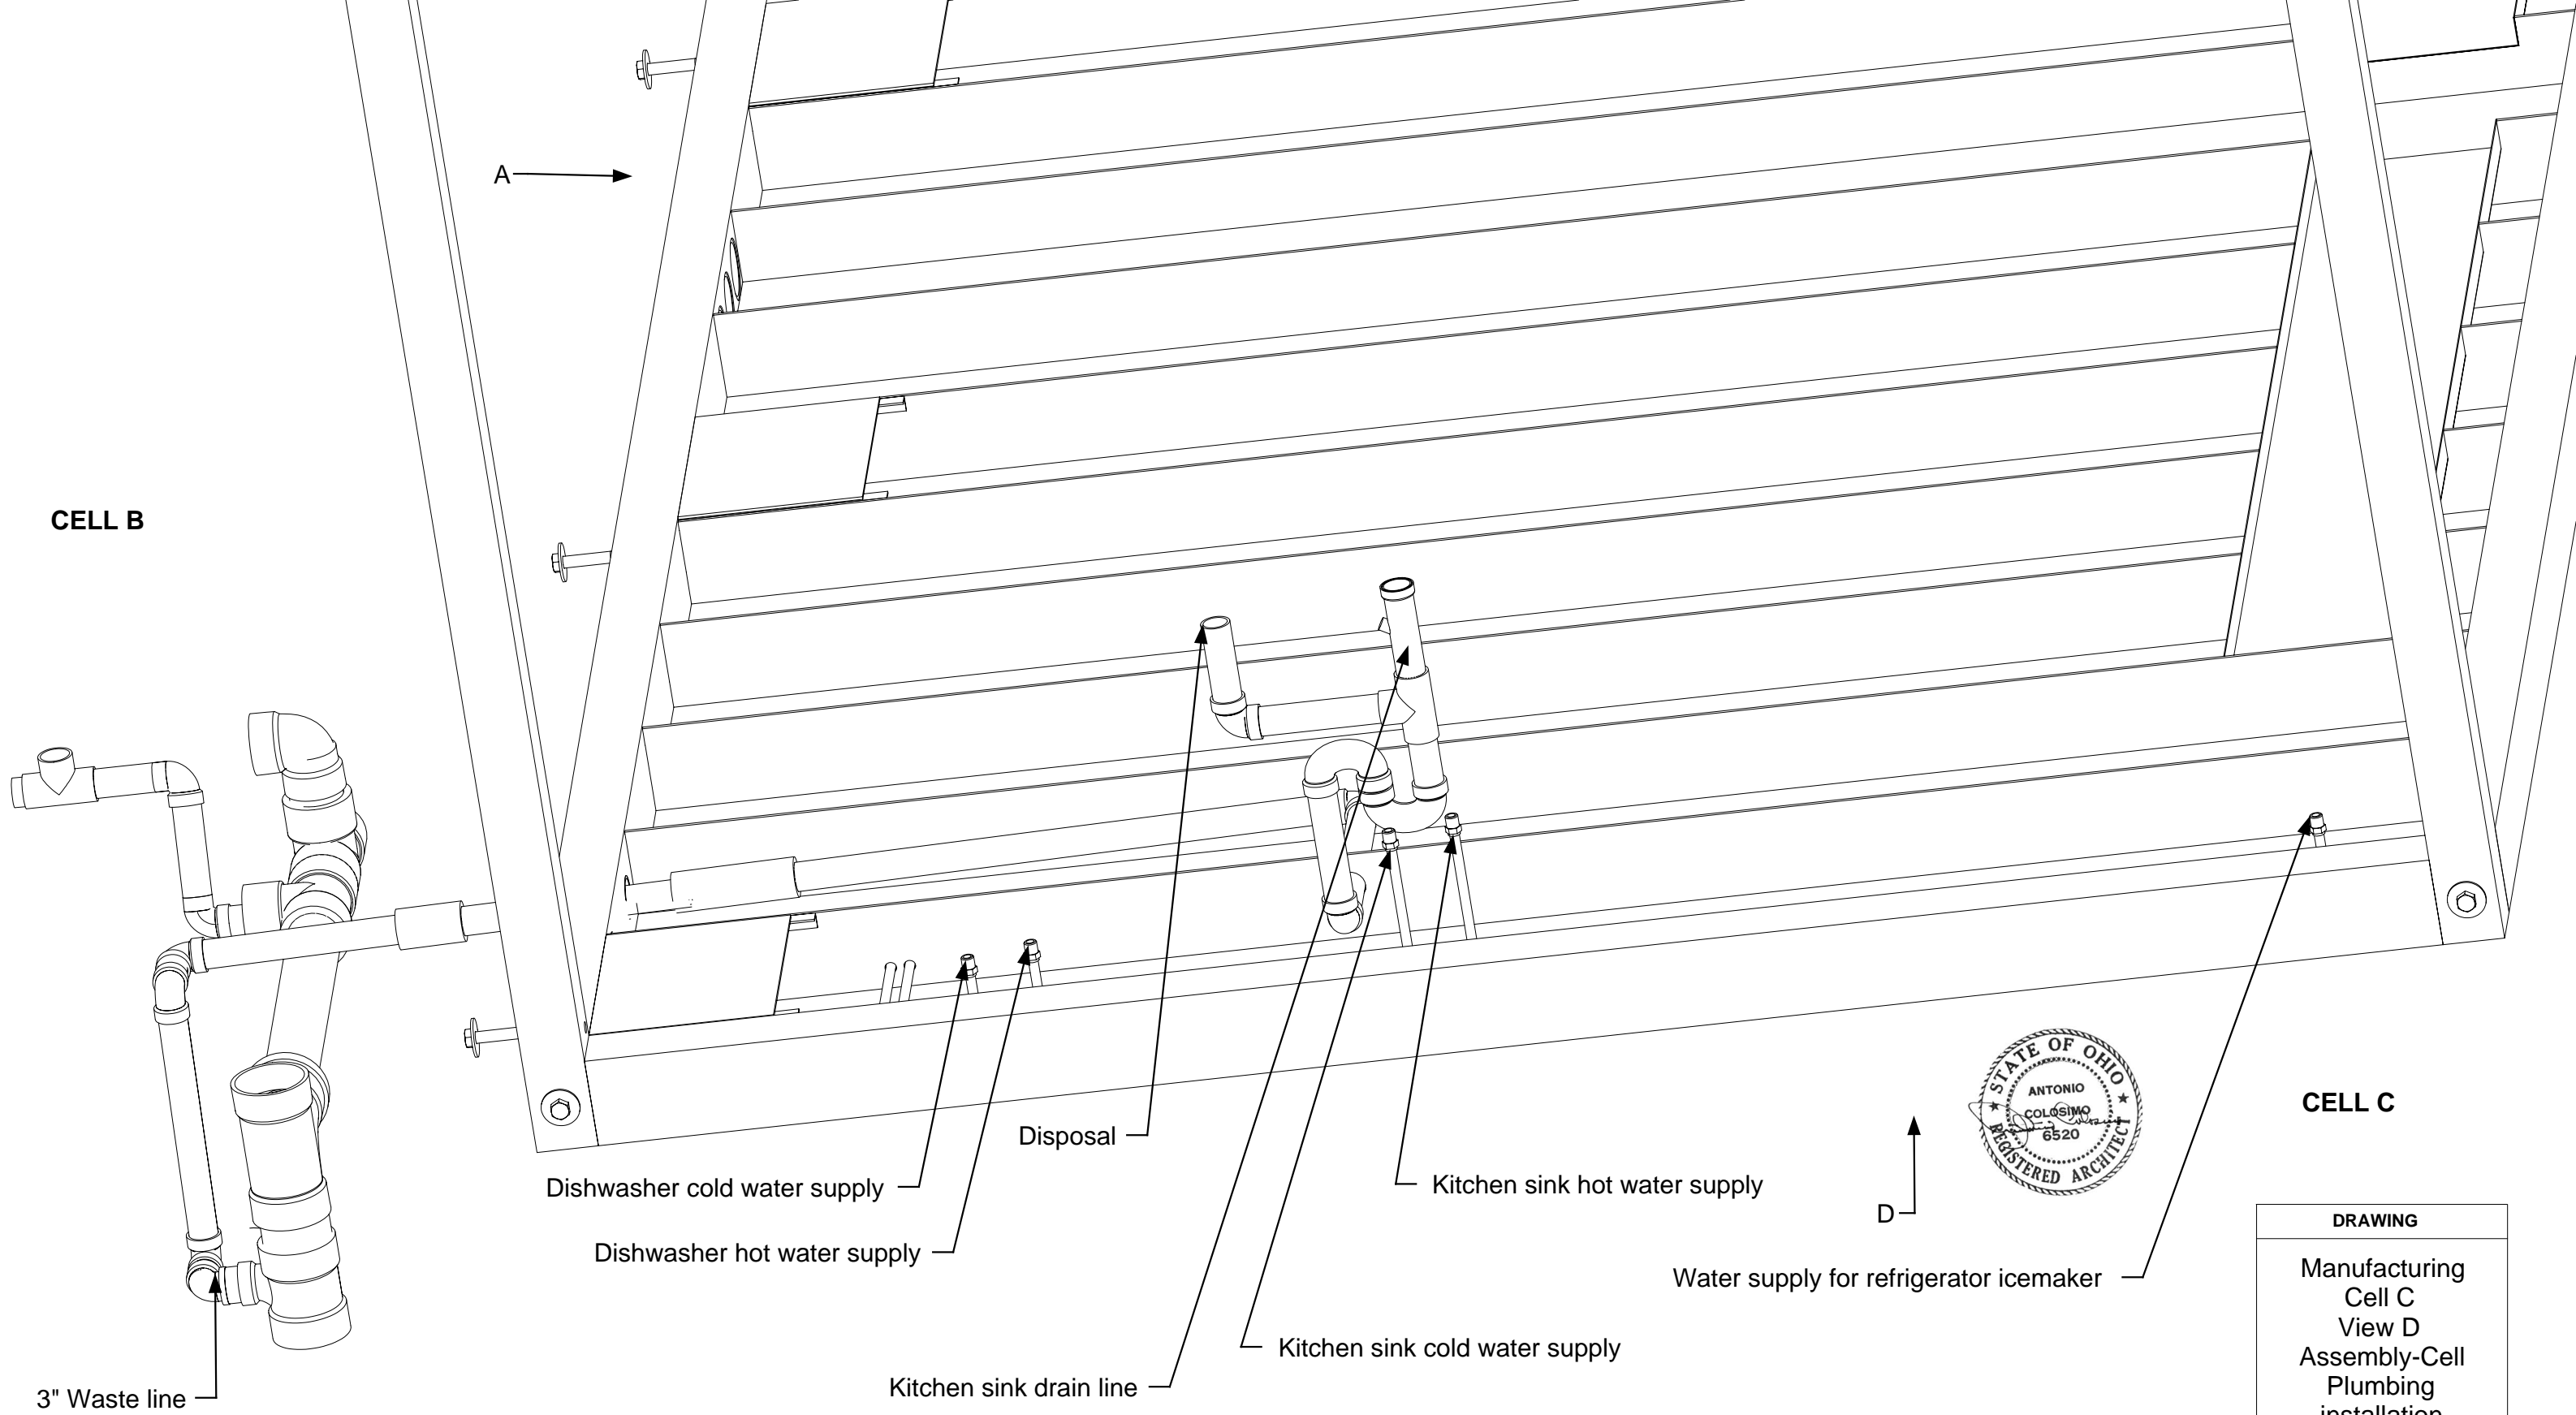 A
CELL B
STATE OF OHIO
ANTONIO
COLOSIMO
6520
REGISTERED ARCHITECT
CELL C
Disposal
Dishwasher cold water supply
Kitchen sink hot water supply
D
DRAWING
Dishwasher hot water supply
Water supply for refrigerator icemaker
Manufacturing
Cell C
View D
Assembly-Cell
Plumbing
installation
Kitchen sink cold water supply
Kitchen sink drain line
3" Waste line